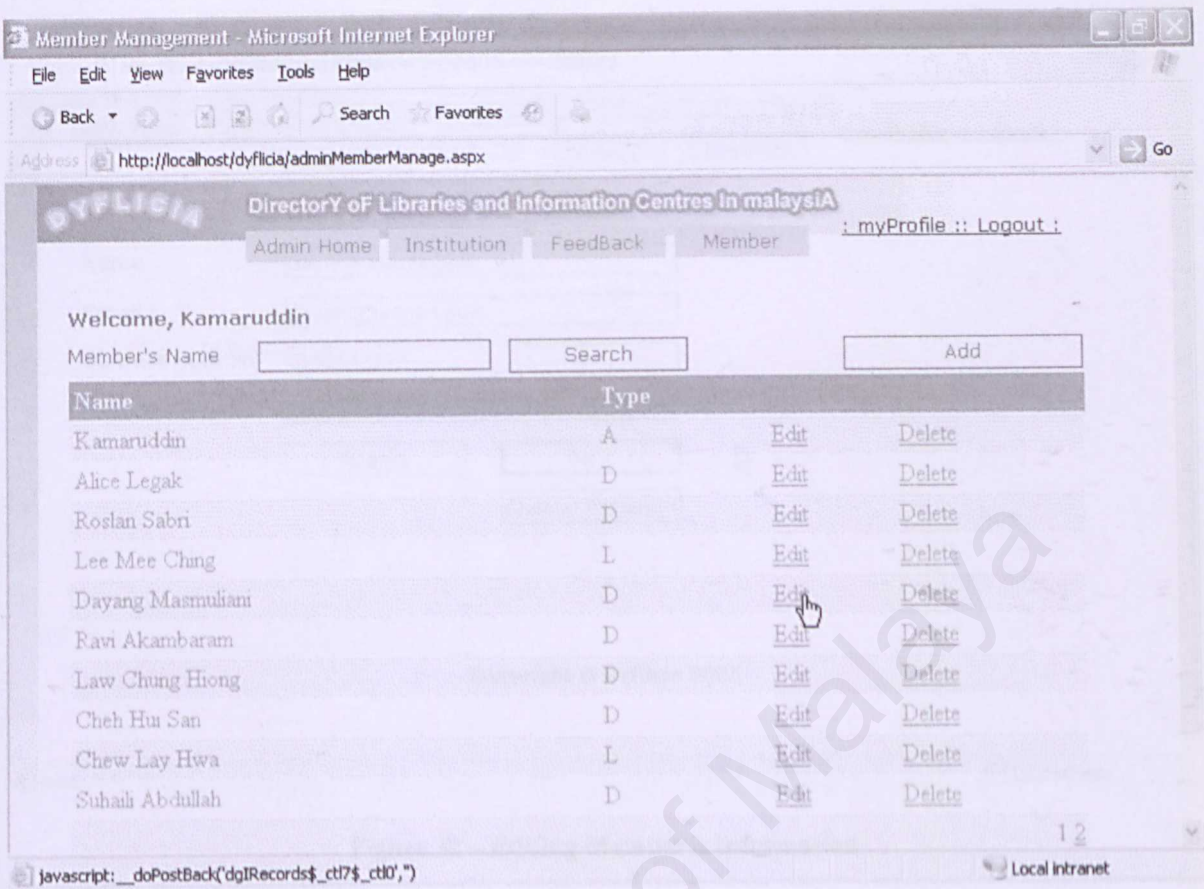 Member Management - Microsoft Internet Explorer
File Edit View Favorites Tools Help
Back Search Favorites
Address http://localhost/dyflicia/adminMemberManage.aspx Go
DYFLICIA DirectorY oF Libraries and Information Centres In malaysIA
: myProfile :: Logout :
Admin Home Institution FeedBack Member
Welcome, Kamaruddin
Member's Name Search Add
Name Type
Kamaruddin A Edit Delete
Alice Legak D Edit Delete
Roslan Sabri D Edit Delete
Lee Mee Ching L Edit Delete
Dayang Masmuliani D Edit Delete
Ravi Akambaram D Edit Delete
Law Chung Hiong D Edit Delete
Cheh Hui San D Edit Delete
Chew Lay Hwa L Edit Delete
Suhaili Abdullah D Edit Delete
1 2
javascript:__doPostBack('dgIRecords$_ctl7$_ctl0','') Local intranet
of Malaya